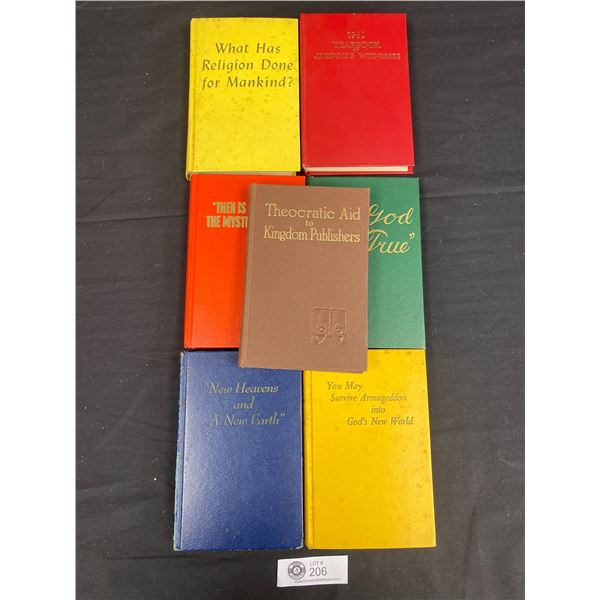 What Has
Religion Done
for Mankind?
YEARBOOK
JEHOVAH'S WITNESSES
"THEN IS
THE MYST
Theocratic Aid
to
Kingdom Publishers
God
True"
"New Heavens
and
A New Earth"
You May
Survive Armageddon
into
God's New World
LOT #
206